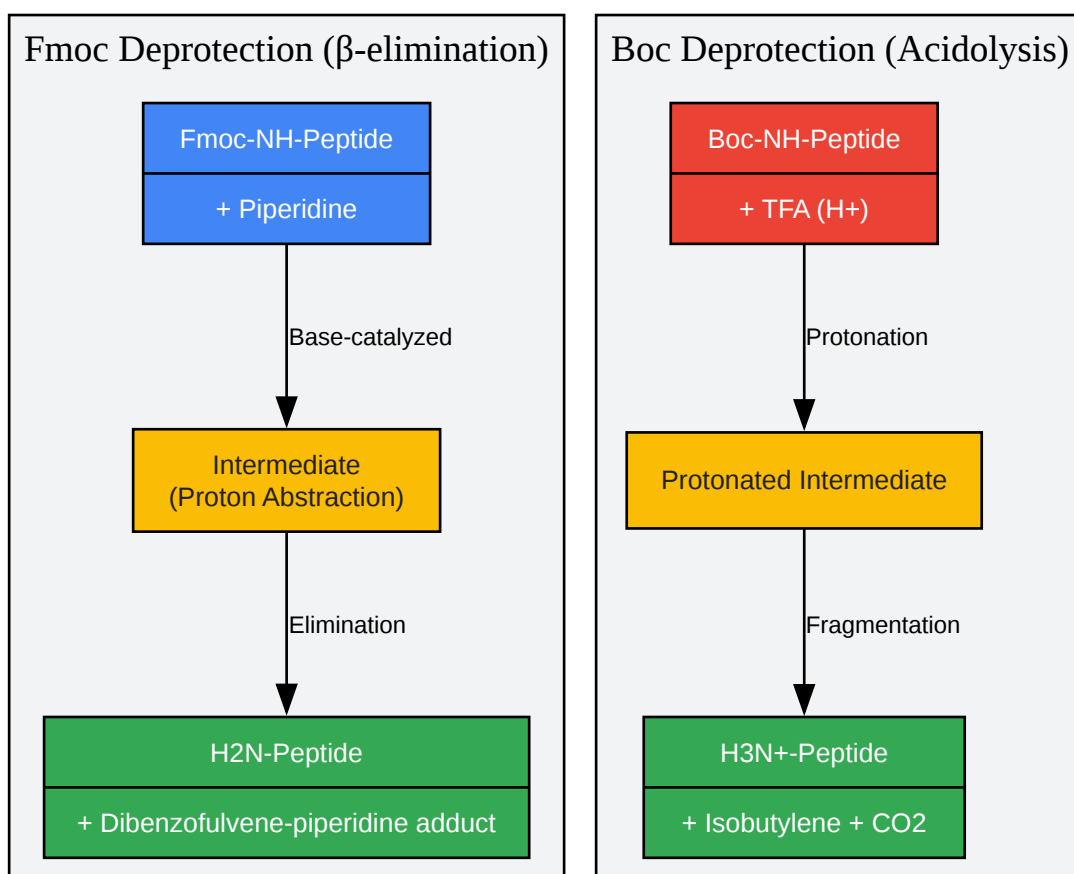 Fmoc Deprotection (β-elimination)
Fmoc-NH-Peptide
+ Piperidine
Base-catalyzed
Intermediate
(Proton Abstraction)
Elimination
H2N-Peptide
+ Dibenzofulvene-piperidine adduct
Boc Deprotection (Acidolysis)
Boc-NH-Peptide
+ TFA (H+)
Protonation
Protonated Intermediate
Fragmentation
H3N+-Peptide
+ Isobutylene + CO2